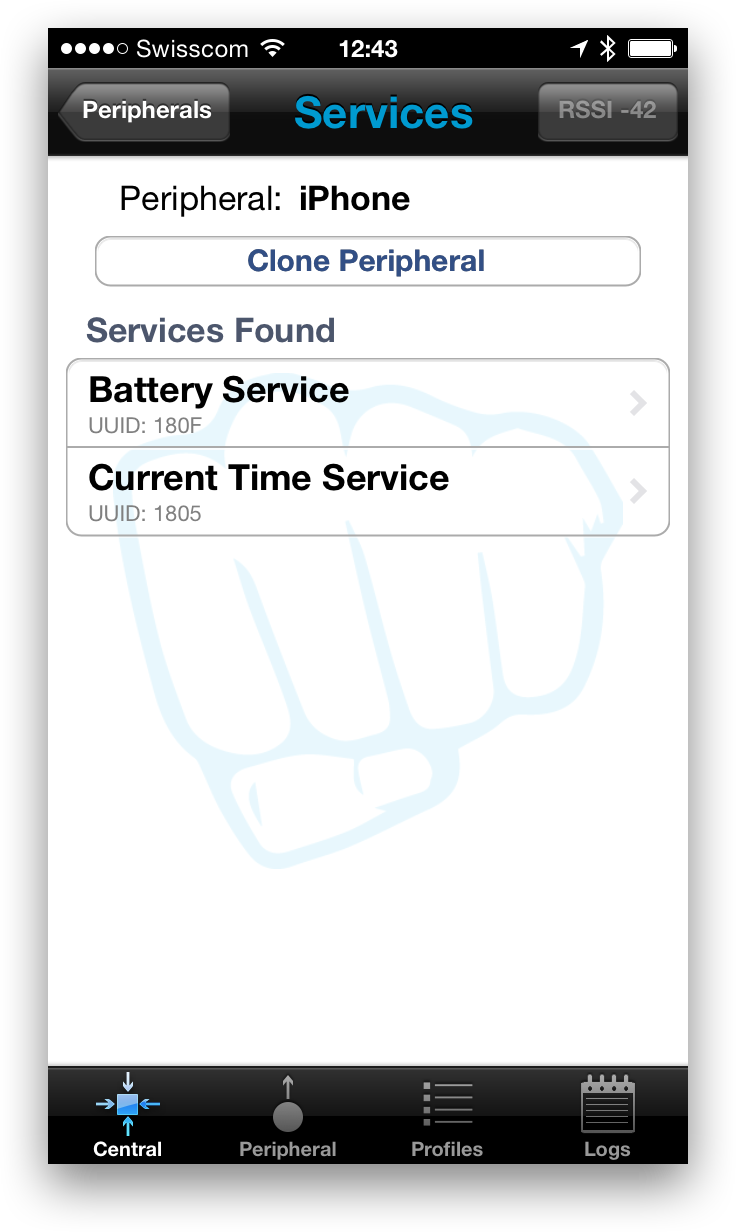 Swisscom 12:43
Peripherals Services RSSI -42
Peripheral: iPhone
Clone Peripheral
Services Found
Battery Service
UUID: 180F
Current Time Service
UUID: 1805
Central Peripheral Profiles Logs